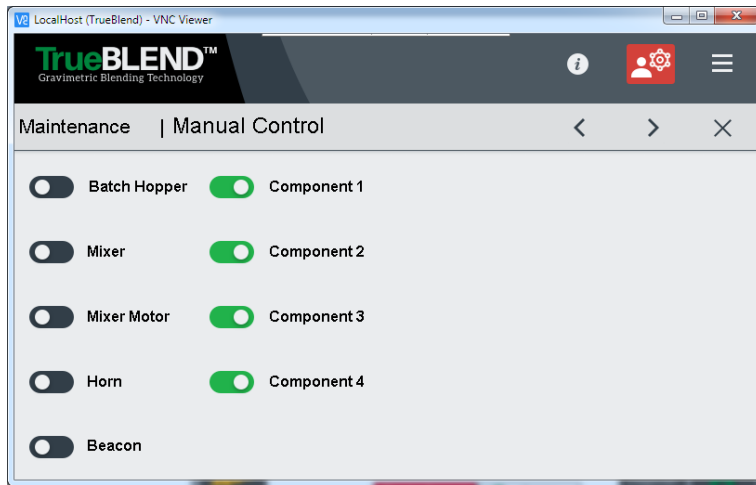 LocalHost (TrueBlend) - VNC Viewer
TrueBLEND™
Gravimetric Blending Technology
Maintenance | Manual Control
Batch Hopper Component 1
Mixer Component 2
Mixer Motor Component 3
Horn Component 4
Beacon